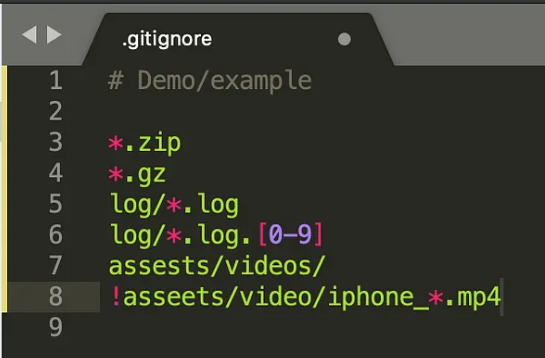 .gitignore
1 # Demo/example
2
3 *.zip
4 *.gz
5 log/*.log
6 log/*.log.[0-9]
7 assests/videos/
8 !asseets/video/iphone_*.mp4
9